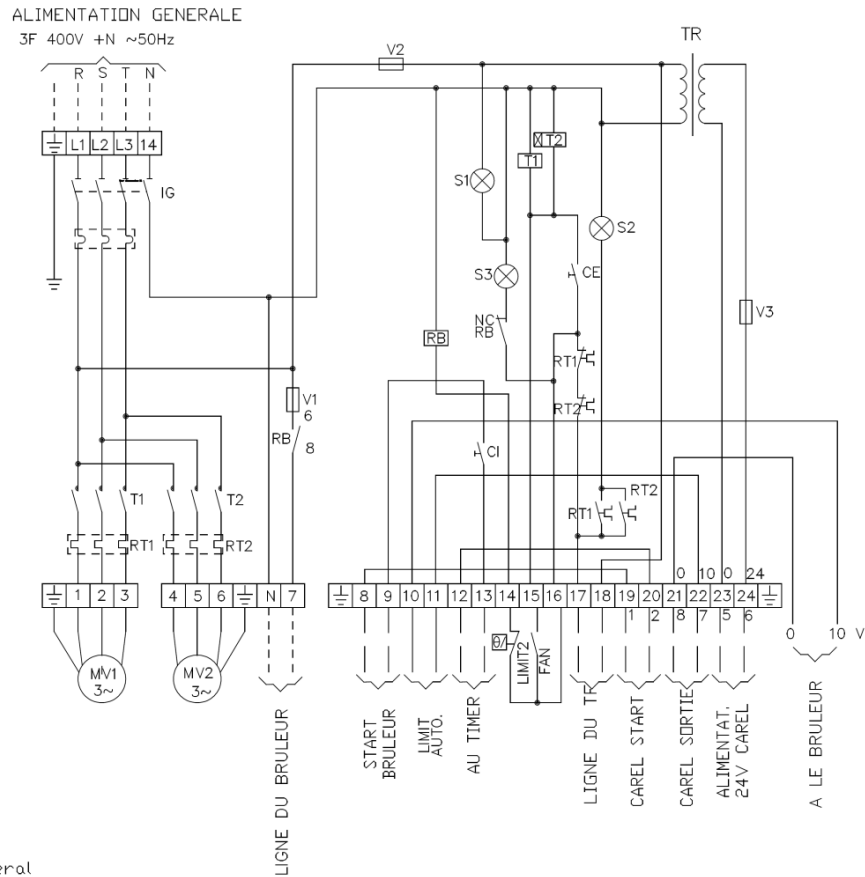 ALIMENTATION GENERALE
3F 400V +N ~50Hz
R S T N
L1 L2 L3 14
IG
V2
TR
T2
T1
S1
S2
S3
CE
NC
RB
RB
V3
RT1
V1
6
RB
8
RT2
CI
T1
T2
RT2
RT1
RT1
RT2
1 2 3
4 5 6
N 7
0 10 0 24
8 9 10 11 12 13 14 15 16 17 18 19 20 21 22 23 24
1 2 8 7 5 6
0 10 V
MV1
3~
MV2
3~
θ/
LIMIT2
FAN
LIGNE DU BRULEUR
START
BRULEUR
LIMIT
AUTO.
AU TIMER
LIGNE DU TR
CAREL START
CAREL SORTIE
ALIMENTAT.
24V CAREL
A LE BRULEUR
eral